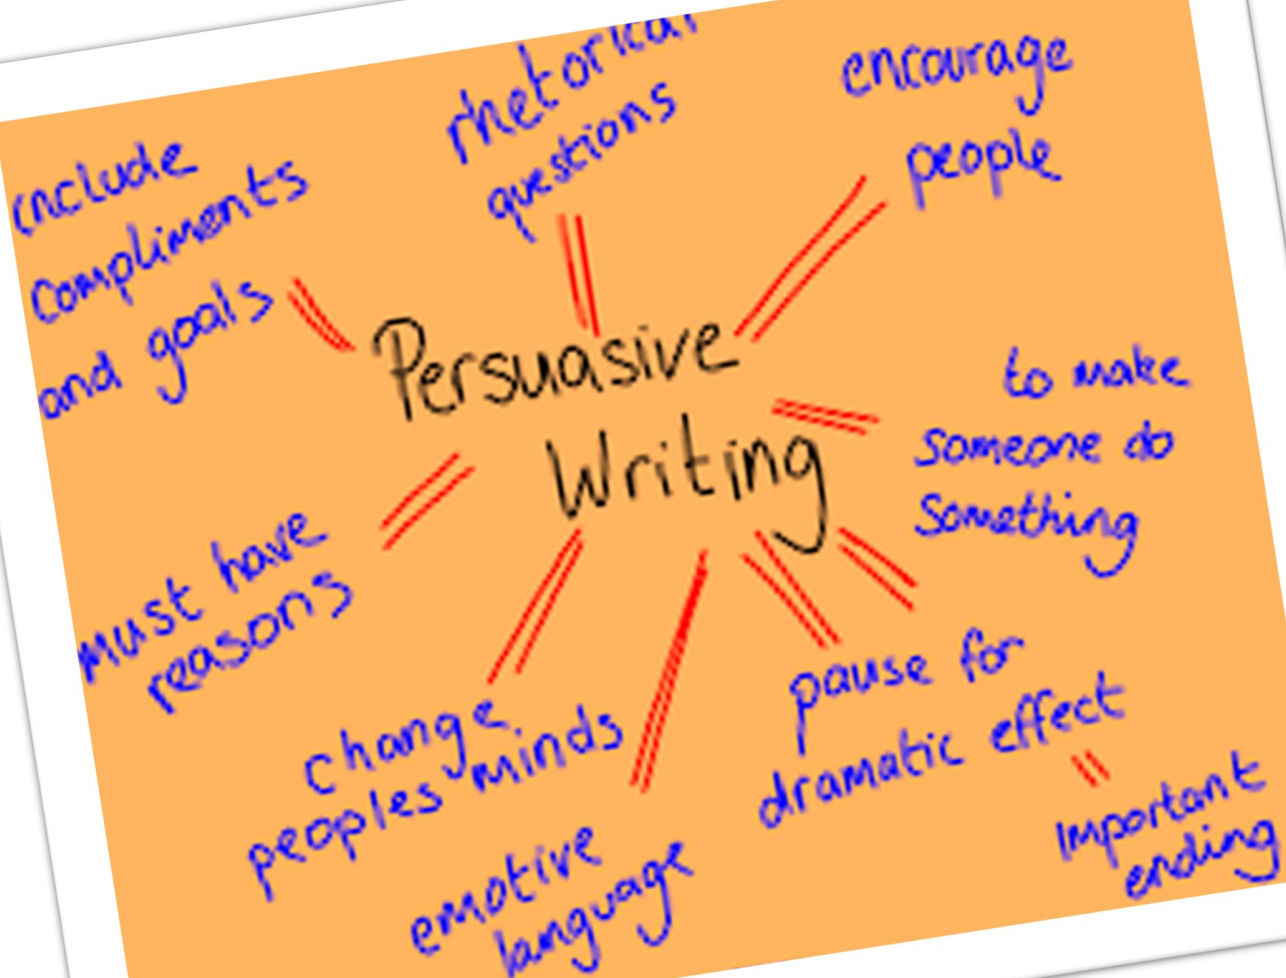 include
compliments
and goals
rhetorical
questions
encourage
people
Persuasive
Writing
to make
someone do
something
must have
reasons
change
peoples minds
emotive
language
pause for
dramatic effect
Important
ending